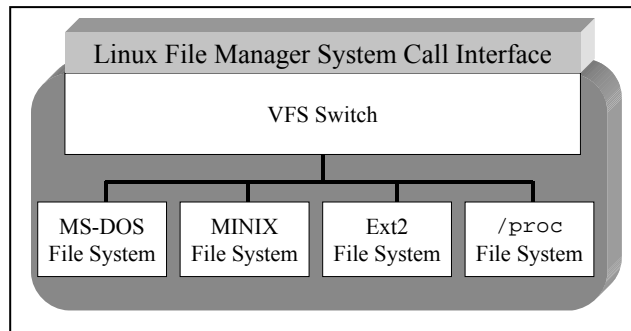 Linux File Manager System Call Interface
VFS Switch
MS-DOS
File System
MINIX
File System
Ext2
File System
/proc
File System